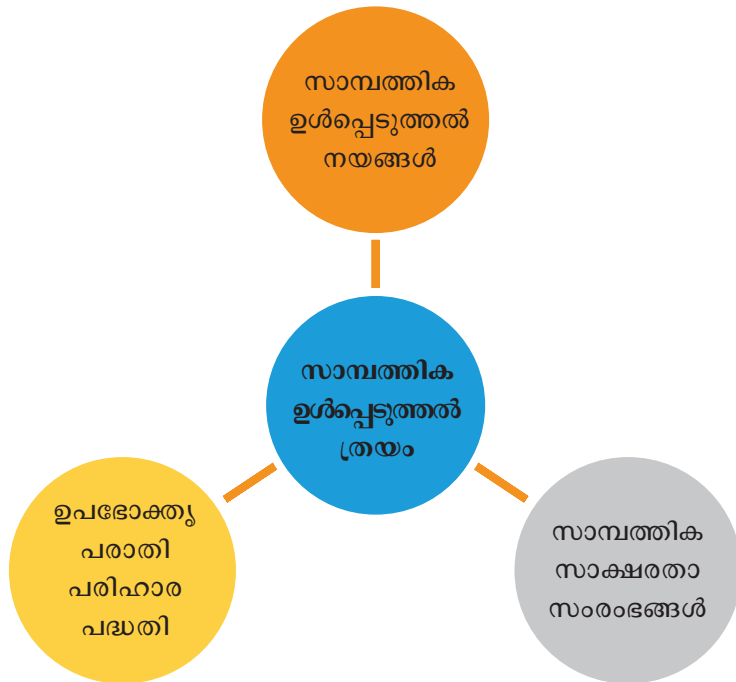 സാമ്പത്തിക
ഉൾപ്പെടുത്തൽ
നയങ്ങൾ
സാമ്പത്തിക
ഉൾപ്പെടുത്തൽ
ത്രയം
ഉപഭോക്തൃ
പരാതി
പരിഹാര
പദ്ധതി
സാമ്പത്തിക
സാക്ഷരതാ
സംരംഭങ്ങൾ